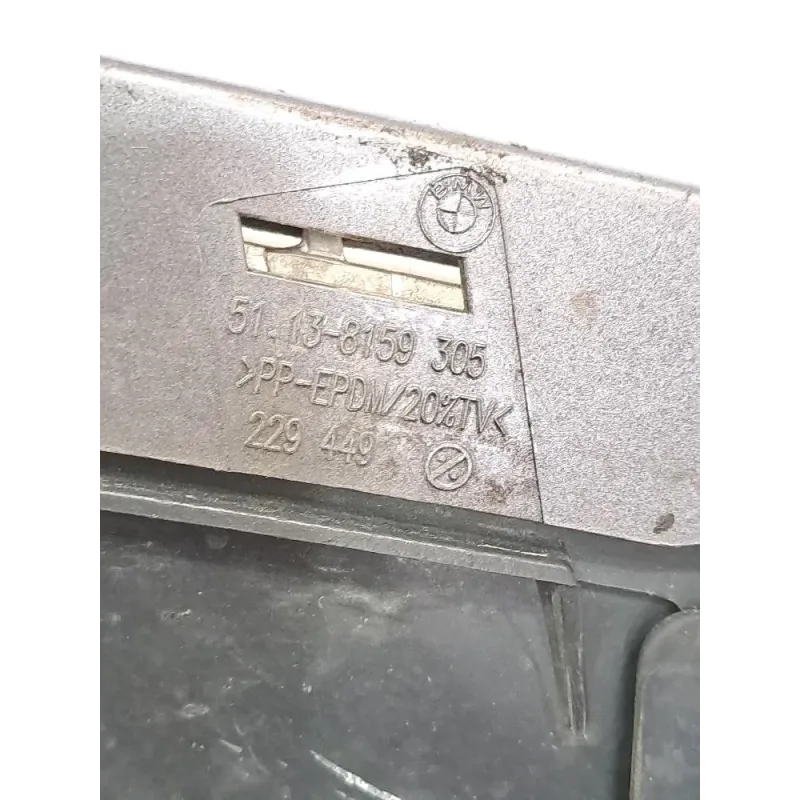 BMW
51.13-8159 305
>PP-EPDM/20%TV<
229 449